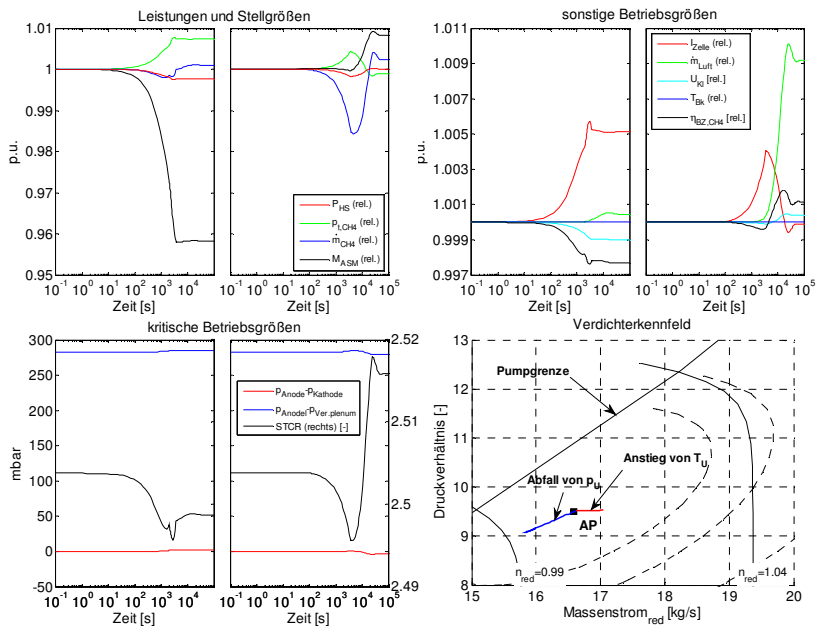 Leistungen und Stellgrößen
1.01
1
0.99
0.98
0.97
0.96
0.95
p.u.
10^-1 10^0 10^1 10^2 10^3 10^4
Zeit [s]
10^-1 10^0 10^1 10^2 10^3 10^4 10^5
Zeit [s]
P_HS (rel.)
p_LCH4 (rel.)
ṁ_CH4 (rel.)
M_ASM (rel.)
sonstige Betriebsgrößen
1.011
1.009
1.007
1.005
1.003
1.001
0.999
0.997
p.u.
10^-1 10^0 10^1 10^2 10^3 10^4
Zeit [s]
10^-1 10^0 10^1 10^2 10^3 10^4 10^5
Zeit [s]
I_Zelle (rel.)
ṁ_Luft (rel.)
U_Kl [rel.]
T_Bk (rel.)
η_BZ,CH4 [rel.]
kritische Betriebsgrößen
300
250
200
150
100
50
0
-50
mbar
2.52
2.51
2.5
2.49
10^-1 10^0 10^1 10^2 10^3 10^4
Zeit [s]
10^-1 10^0 10^1 10^2 10^3 10^4 10^5
Zeit [s]
p_Anode-p_Kathode
p_Anodel-p_Ver.plenum
STCR (rechts) [-]
Verdichterkennfeld
13
12
11
10
9
8
Druckverhältnis [-]
Pumpgrenze
Anstieg von T_U
Abfall von p_U
AP
n_red=0.99
n_red=1.04
15 16 17 18 19 20
Massenstrom_red [kg/s]